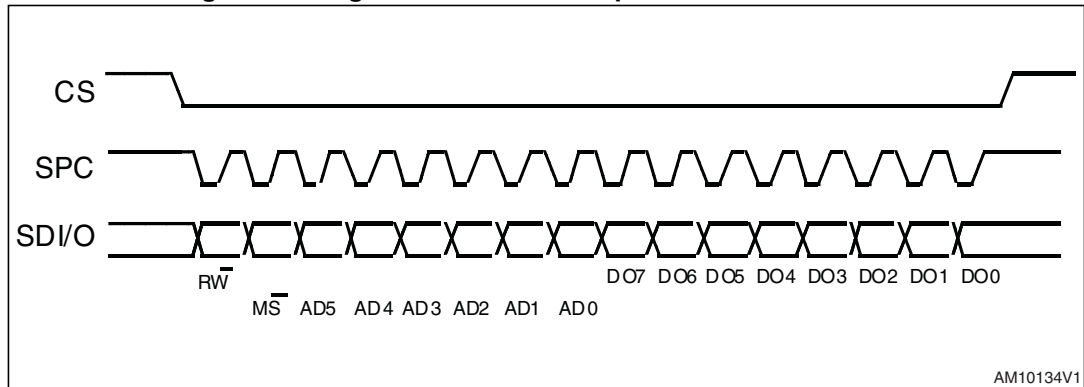 CS
SPC
SDI/O
RW̅ DO7 DO6 DO5 DO4 DO3 DO2 DO1 DO0
MS̅ AD5 AD4 AD3 AD2 AD1 AD0
AM10134V1